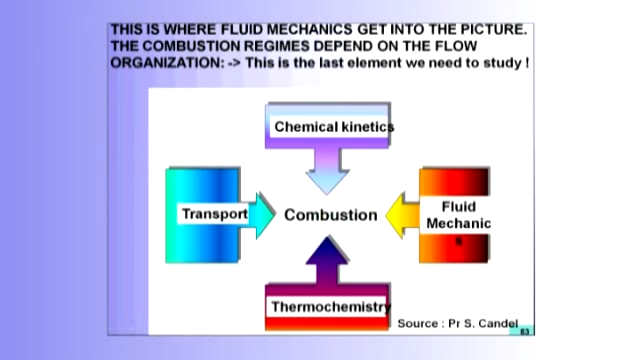 THIS IS WHERE FLUID MECHANICS GET INTO THE PICTURE.
THE COMBUSTION REGIMES DEPEND ON THE FLOW
ORGANIZATION: -> This is the last element we need to study !
Chemical kinetics
Transport
Combustion
Fluid
Mechanic
Thermochemistry
Source : Pr S. Candel
83